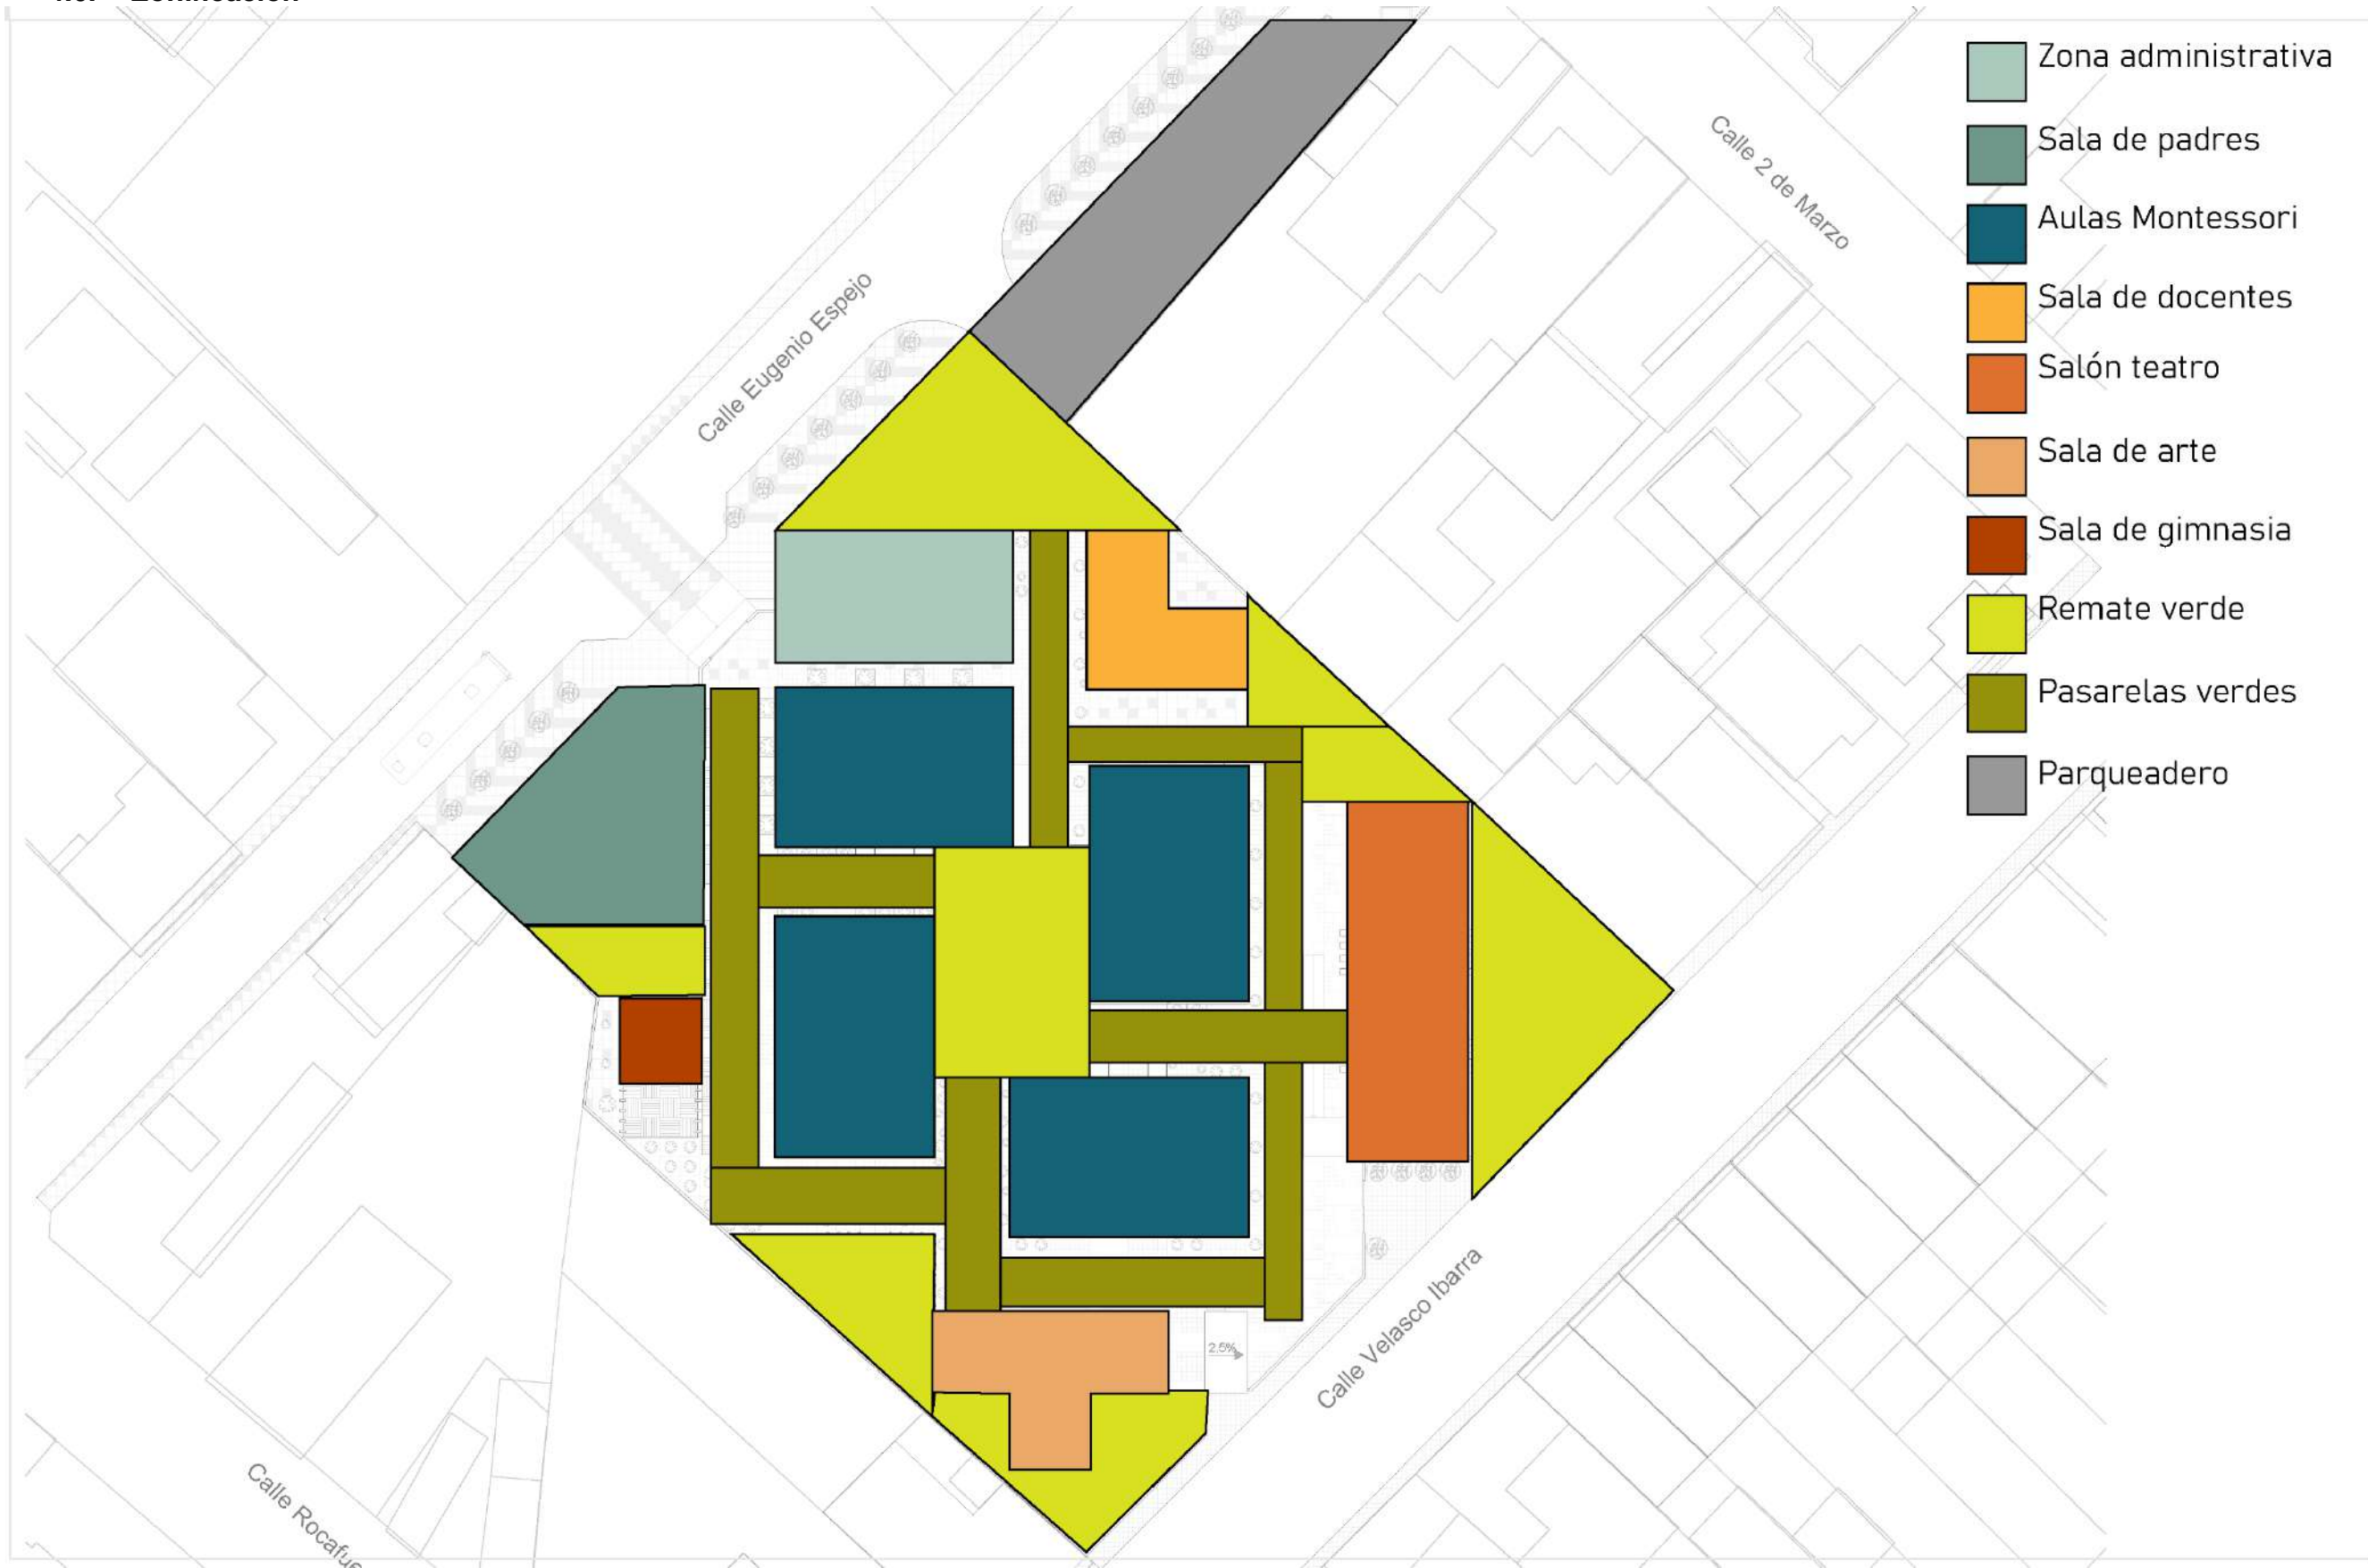 Zona administrativa
Sala de padres
Calle 2 de Marzo
Aulas Montessori
Sala de docentes
Calle Eugenio Espejo
Salón teatro
Sala de arte
Sala de gimnasia
Remate verde
Pasarelas verdes
Parqueadero
Calle Velasco Ibarra
2.5%
Calle